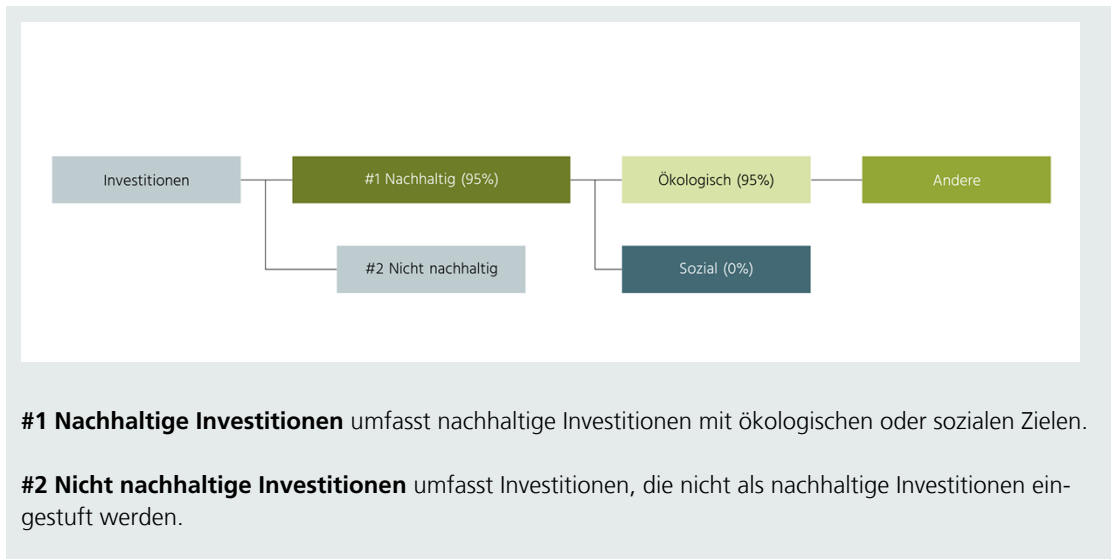 Investitionen
#1 Nachhaltig (95%)
Ökologisch (95%)
Andere
#2 Nicht nachhaltig
Sozial (0%)
#1 Nachhaltige Investitionen umfasst nachhaltige Investitionen mit ökologischen oder sozialen Zielen.
#2 Nicht nachhaltige Investitionen umfasst Investitionen, die nicht als nachhaltige Investitionen ein-
gestuft werden.